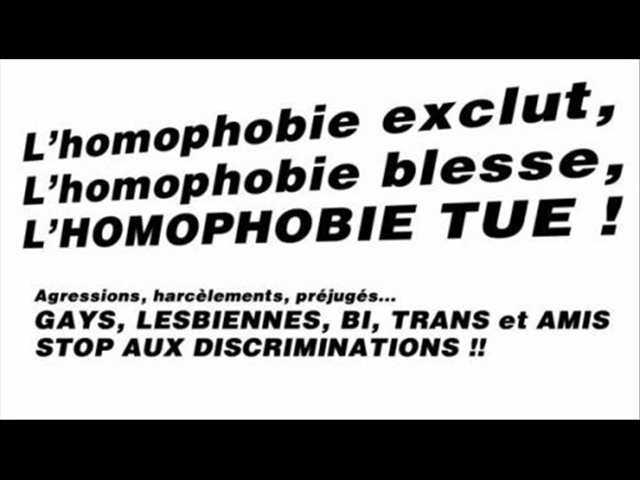 L'homophobie exclut,
L'homophobie blesse,
L'HOMOPHOBIE TUE !
Agressions, harcèlements, préjugés...
GAYS, LESBIENNES, BI, TRANS et AMIS
STOP AUX DISCRIMINATIONS !!